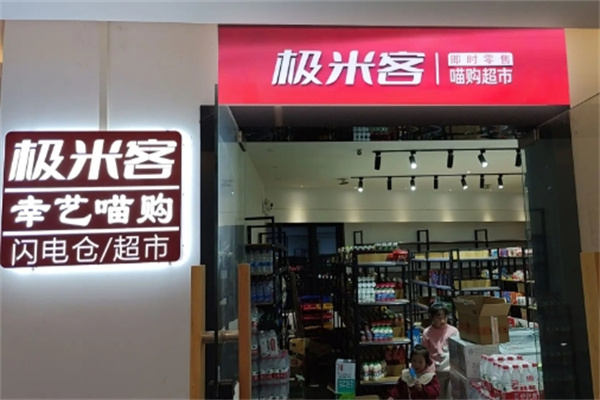 极米客
即时零售
喵购超市
极米客
幸艺喵购
闪电仓/超市